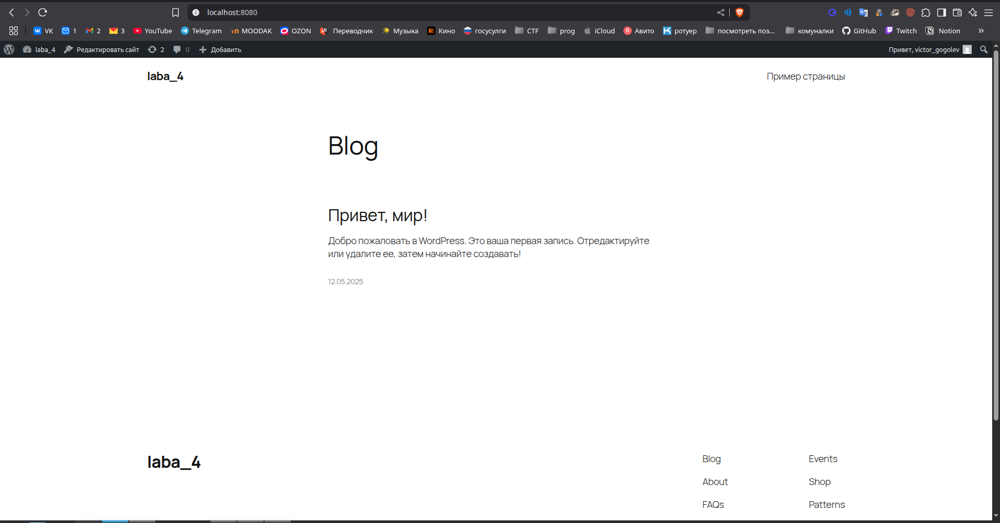 localhost:8080
VK
1
2
3
YouTube
Telegram
MOODAK
OZON
Переводчик
Музыка
Кино
госусулги
CTF
prog
iCloud
Авито
роутер
посмотреть поз...
комуналки
GitHub
Twitch
Notion
laba_4
Редактировать сайт
2
0
Добавить
Привет, victor_gogolev
laba_4
Пример страницы
Blog
Привет, мир!
Добро пожаловать в WordPress. Это ваша первая запись. Отредактируйте
или удалите ее, затем начинайте создавать!
12.05.2025
laba_4
Blog
Events
About
Shop
FAQs
Patterns